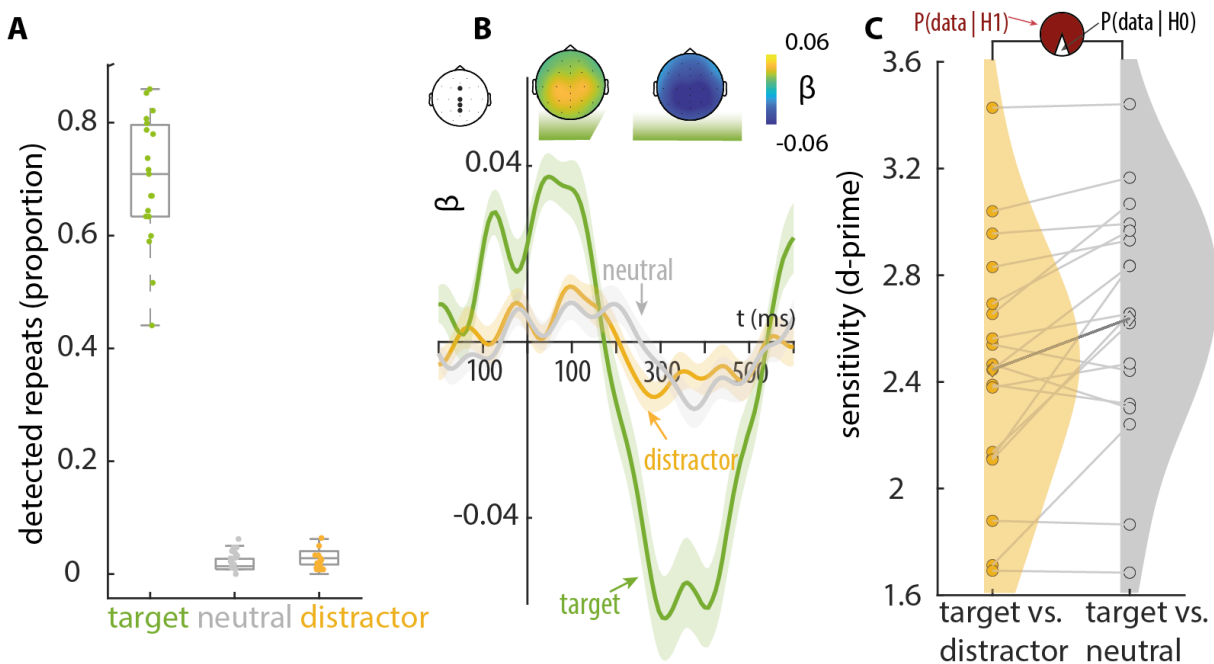 A
detected repeats (proportion)
0.8
0.6
0.4
0.2
0
target neutral distractor
B
0.06
β
-0.06
0.04
β
neutral
t (ms)
100 100 300 500
distractor
-0.04
target
C
P(data | H1) P(data | H0)
sensitivity (d-prime)
3.6
3.2
2.8
2.4
2
1.6
target vs. target vs.
distractor neutral